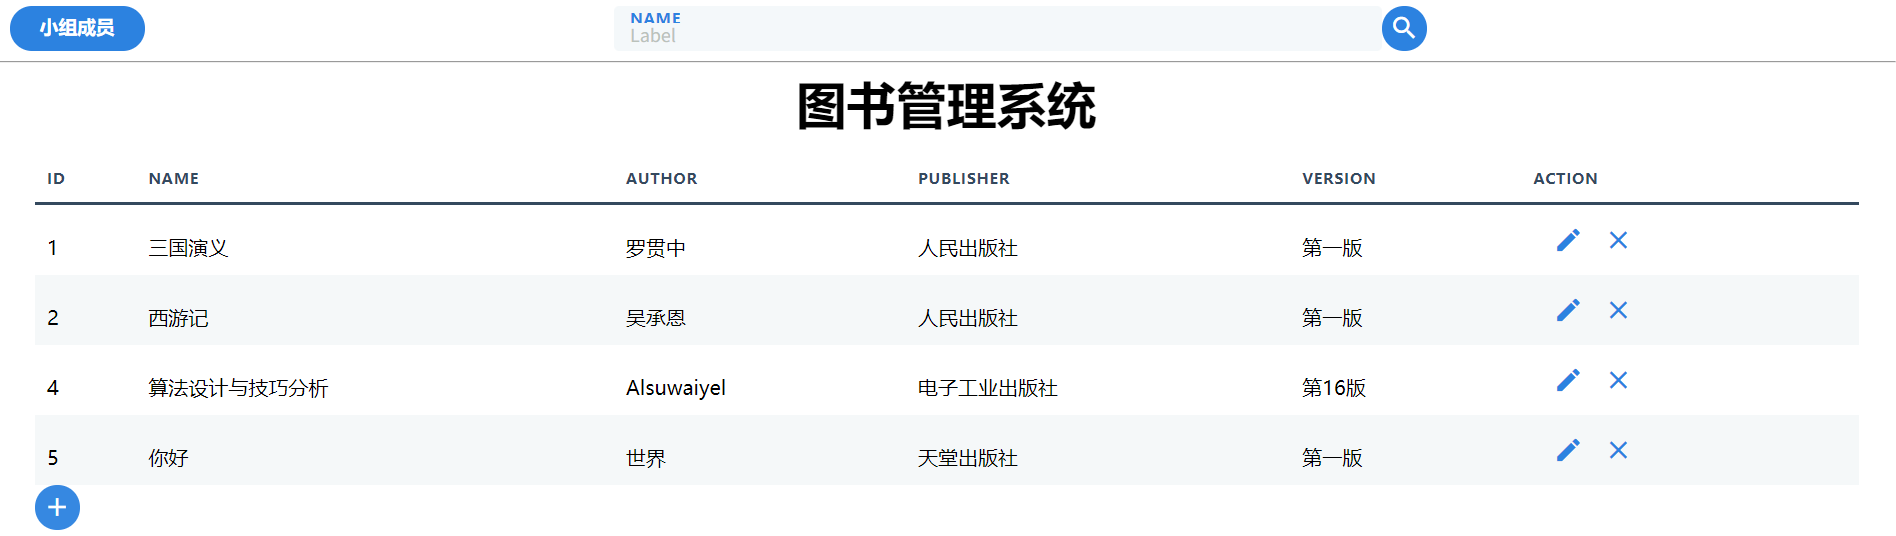 小组成员
NAME
Label
图书管理系统
ID NAME AUTHOR PUBLISHER VERSION ACTION
1 三国演义 罗贯中 人民出版社 第一版
2 西游记 吴承恩 人民出版社 第一版
4 算法设计与技巧分析 Alsuwaiyel 电子工业出版社 第16版
5 你好 世界 天堂出版社 第一版